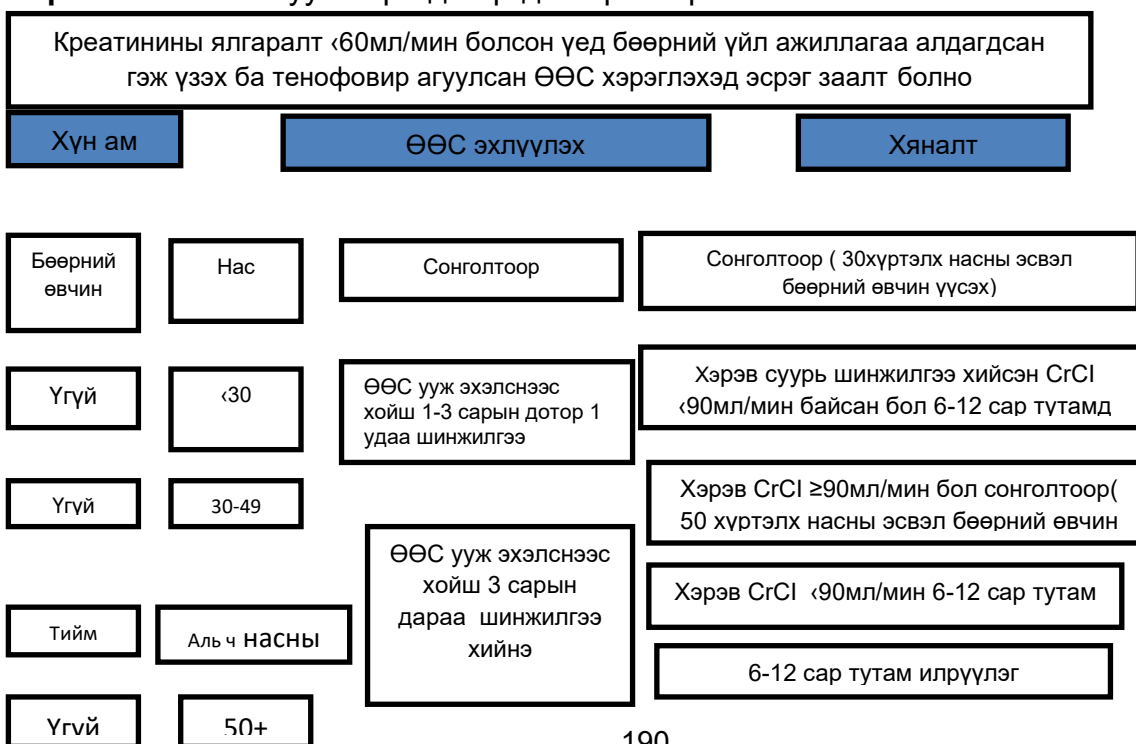 Креатинины ялгаралт ‹60мл/мин болсон үед бөөрний үйл ажиллагаа алдагдсан
гэж үзэх ба тенофовир агуулсан ӨӨС хэрэглэхэд эсрэг заалт болно
Хүн ам
ӨӨС эхлүүлэх
Хяналт
Бөөрний
өвчин
Нас
Сонголтоор
Сонголтоор ( 30хүртэлх насны эсвэл
бөөрний өвчин үүсэх)
Үгүй
‹30
ӨӨС ууж эхэлснээс
хойш 1-3 сарын дотор 1
удаа шинжилгээ
Хэрэв суурь шинжилгээ хийсэн CrCI
‹90мл/мин байсан бол 6-12 сар тутамд
Үгүй
30-49
Хэрэв CrCI ≥90мл/мин бол сонголтоор(
50 хүртэлх насны эсвэл бөөрний өвчин
ӨӨС ууж эхэлснээс
хойш 3 сарын
дараа шинжилгээ
хийнэ
Хэрэв CrCI ‹90мл/мин 6-12 сар тутам
Тийм
Аль ч насны
6-12 сар тутам илрүүлэг
Үгүй
50+
190